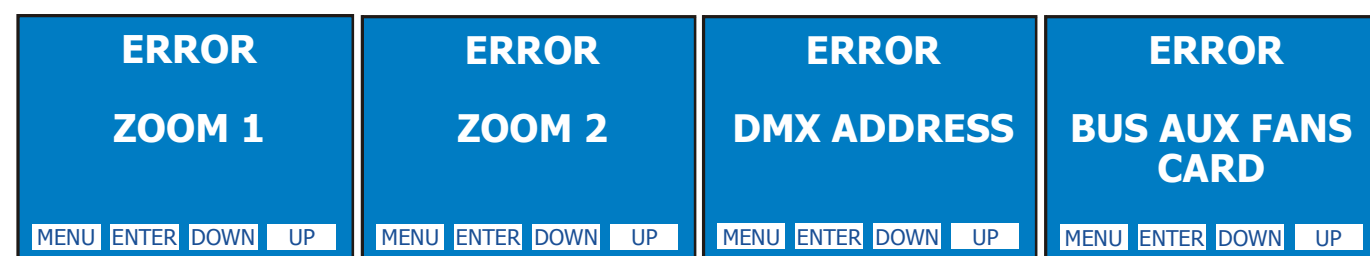 ERROR
ZOOM 1
MENU ENTER DOWN UP
ERROR
ZOOM 2
MENU ENTER DOWN UP
ERROR
DMX ADDRESS
MENU ENTER DOWN UP
ERROR
BUS AUX FANS
CARD
MENU ENTER DOWN UP